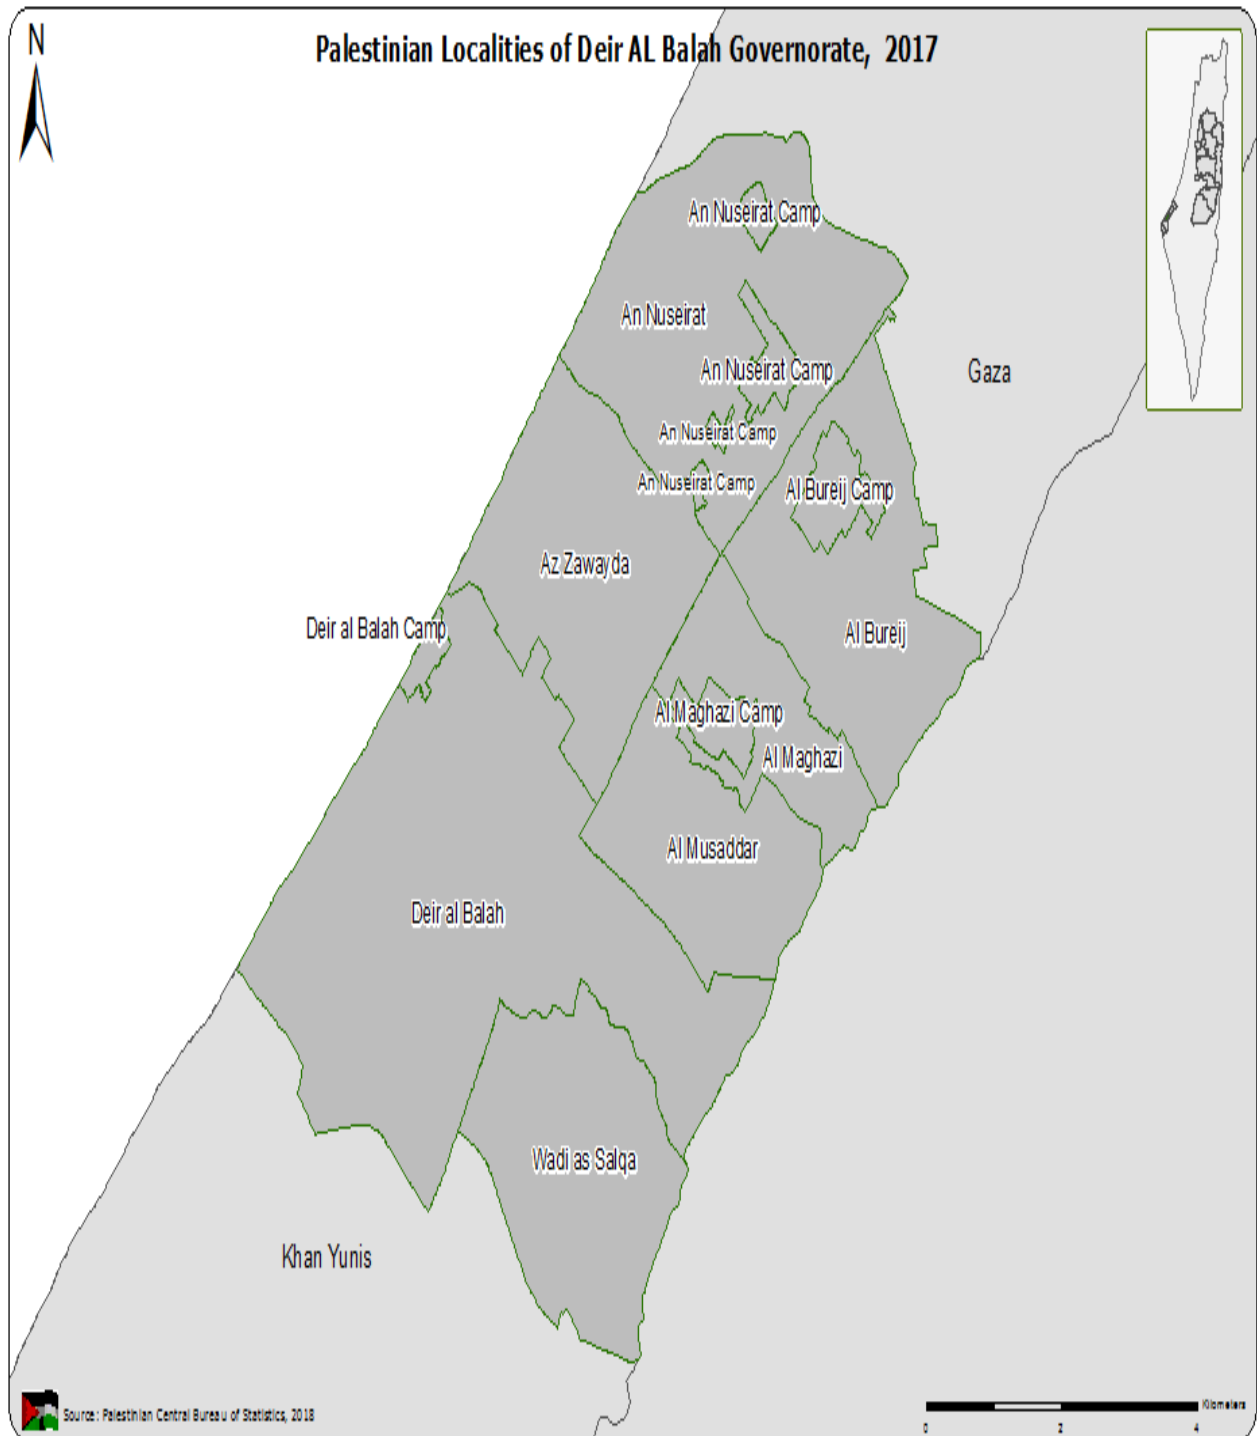 N
Palestinian Localities of Deir AL Balah Governorate, 2017
An Nuseirat Camp
An Nuseirat
An Nuseirat Camp
Gaza
An Nuseirat Camp
An Nuseirat Camp
Al Bureij Camp
Az Zawayda
Deir al Balah Camp
Al Bureij
Al Maghazi Camp
Al Maghazi
Al Musaddar
Deir al Balah
Wadi as Salqa
Khan Yunis
Source: Palestinian Central Bureau of Statistics, 2018
Kilometers
0 2 4